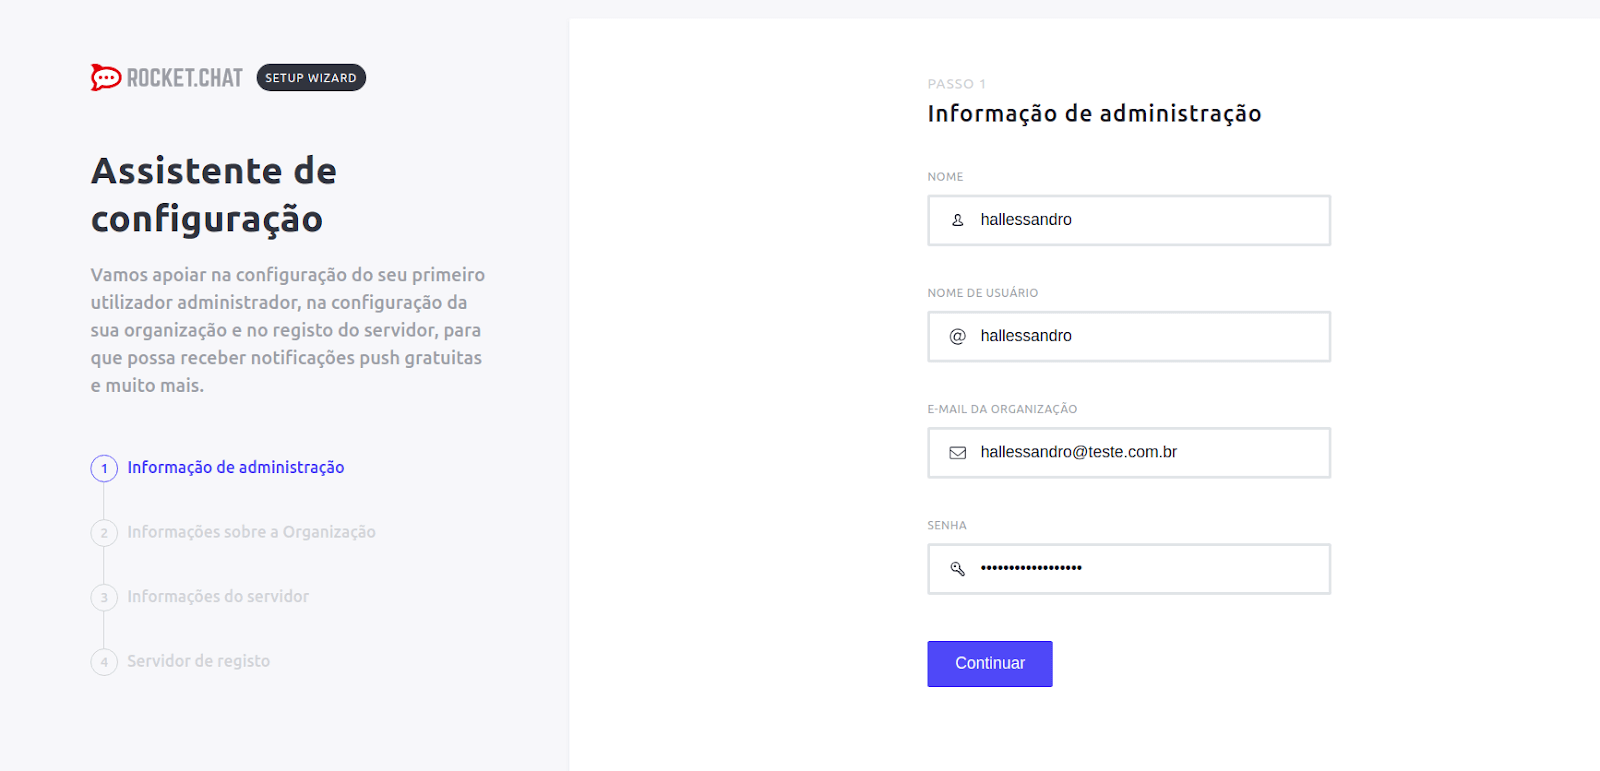 ROCKET.CHAT SETUP WIZARD
Assistente de
configuração
Vamos apoiar na configuração do seu primeiro
utilizador administrador, na configuração da
sua organização e no registo do servidor, para
que possa receber notificações push gratuitas
e muito mais.
1 Informação de administração
2 Informações sobre a Organização
3 Informações do servidor
4 Servidor de registo
PASSO 1
Informação de administração
NOME
hallessandro
NOME DE USUÁRIO
@ hallessandro
E-MAIL DA ORGANIZAÇÃO
hallessandro@teste.com.br
SENHA
••••••••••••••••••
Continuar